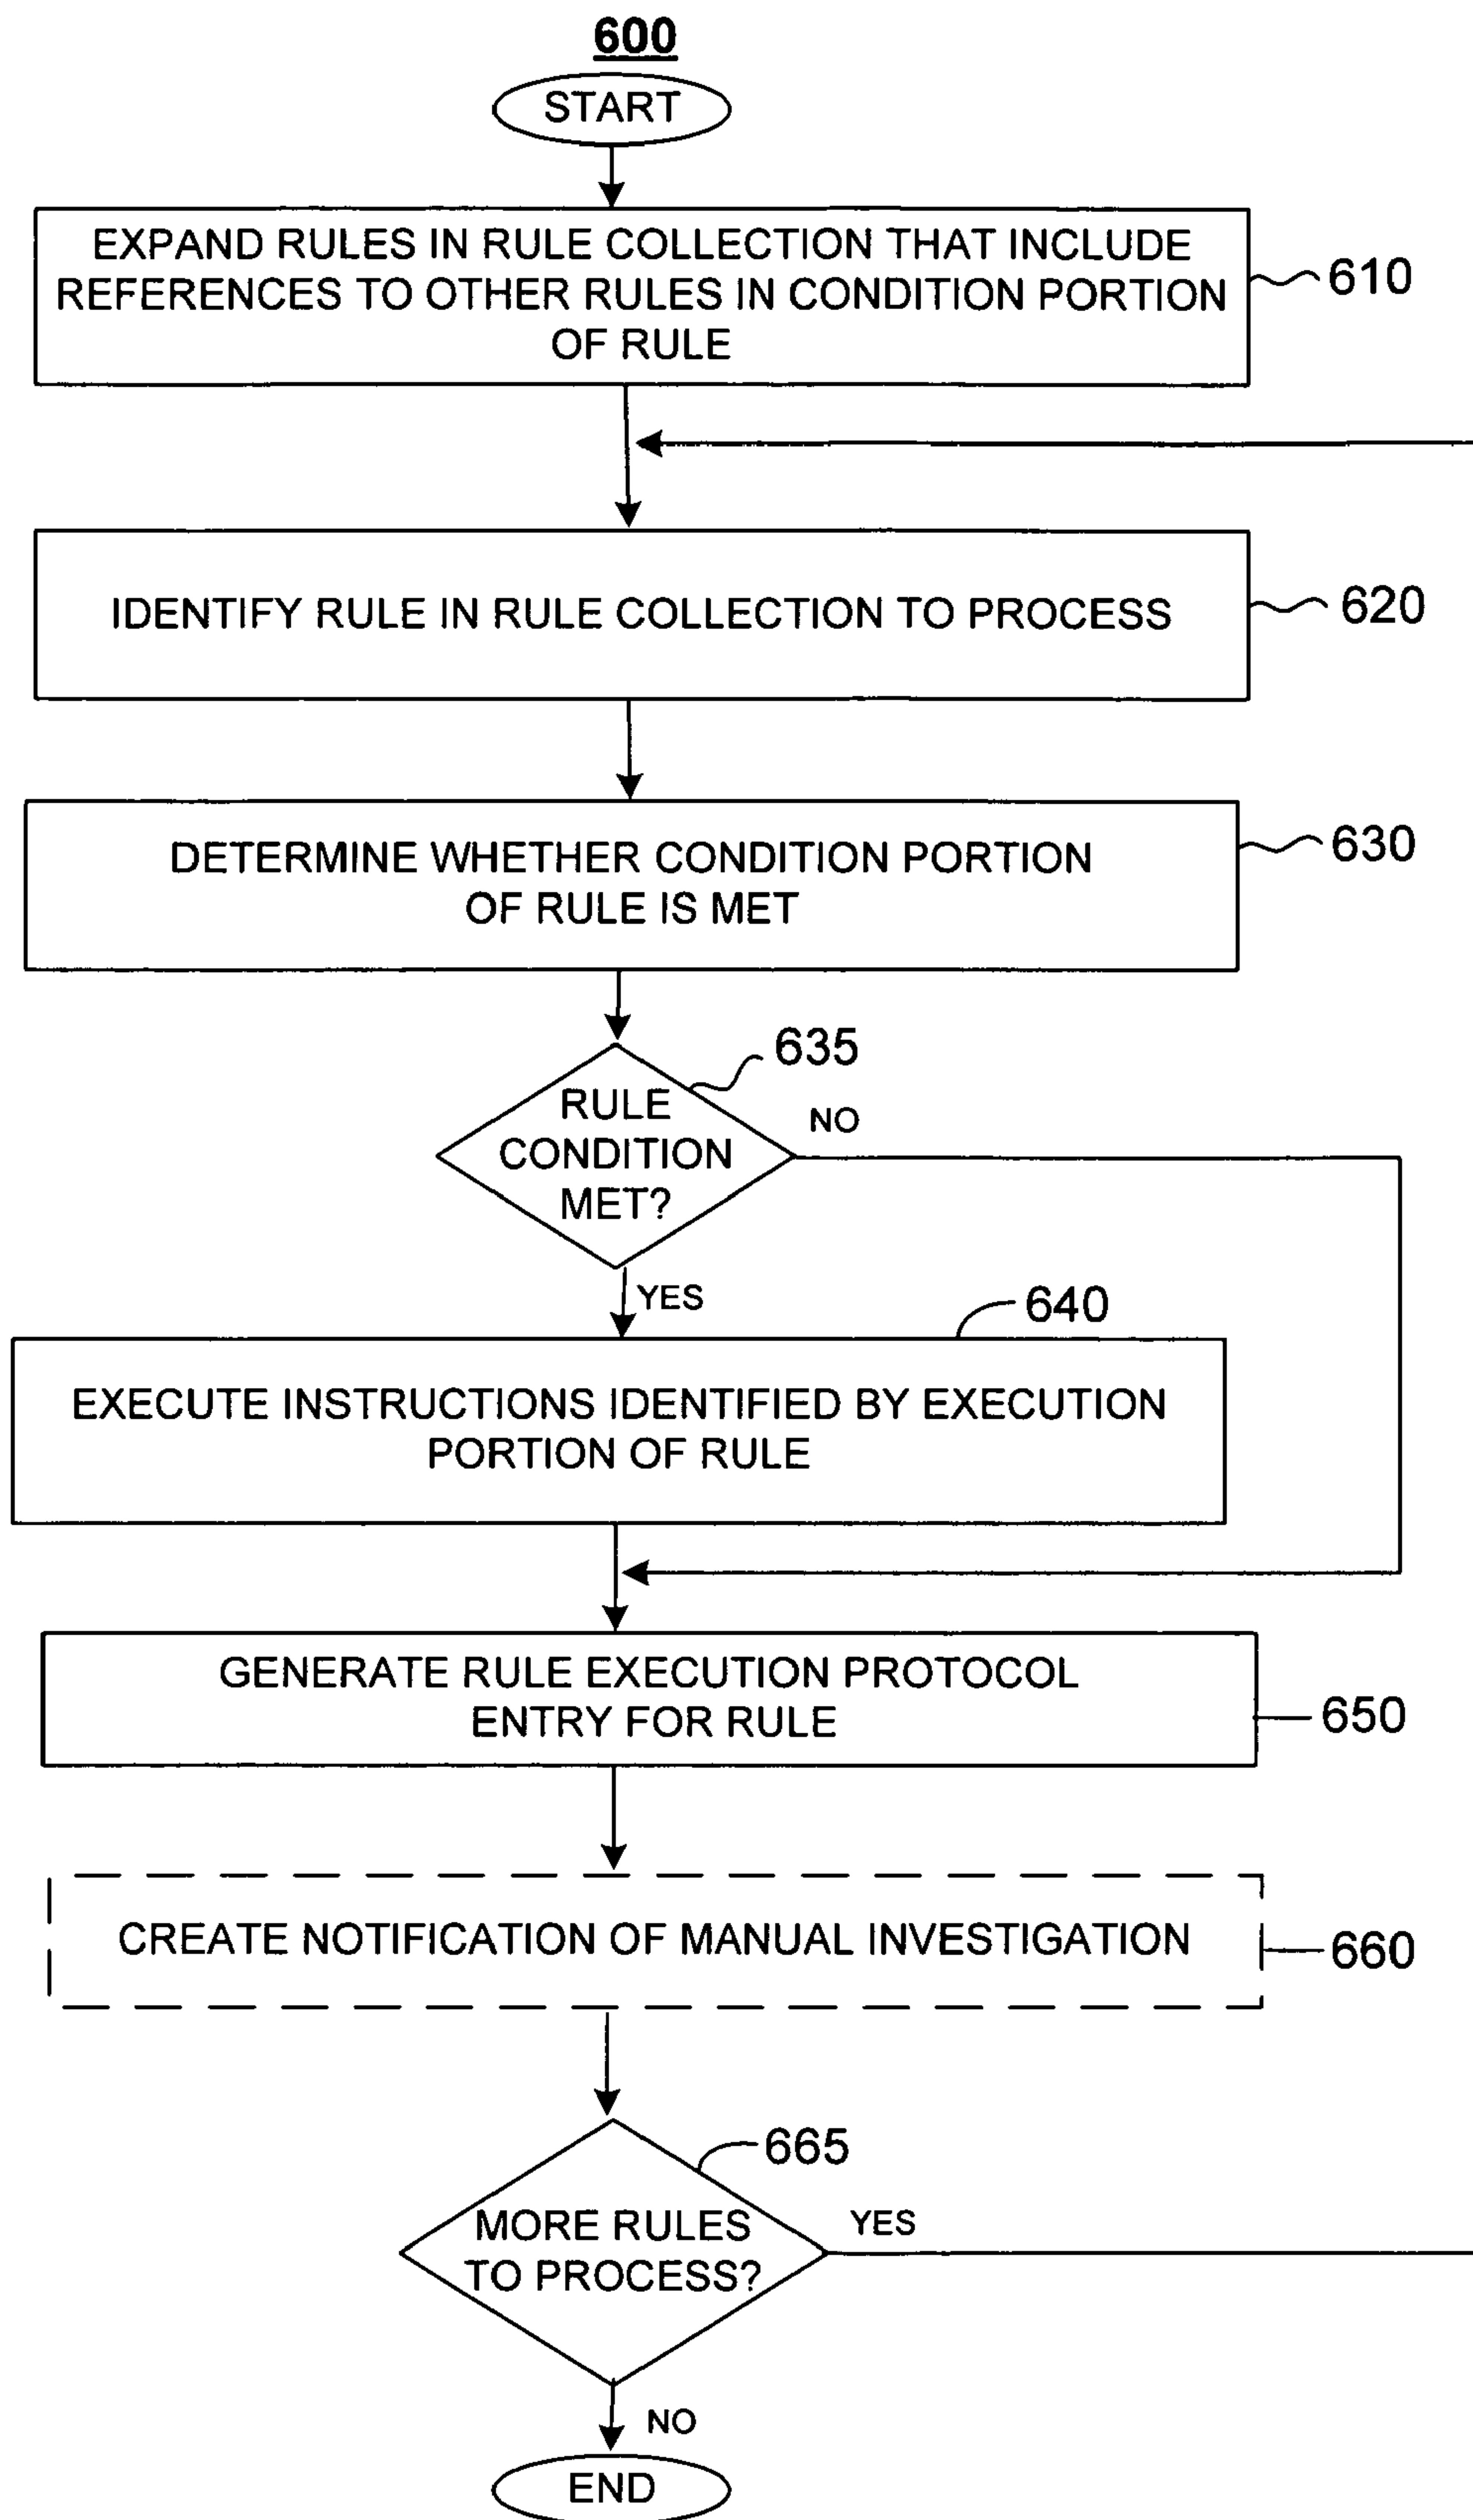 600
START
EXPAND RULES IN RULE COLLECTION THAT INCLUDE
REFERENCES TO OTHER RULES IN CONDITION PORTION
OF RULE
610
IDENTIFY RULE IN RULE COLLECTION TO PROCESS
620
DETERMINE WHETHER CONDITION PORTION
OF RULE IS MET
630
635
RULE
CONDITION
MET?
NO
YES
640
EXECUTE INSTRUCTIONS IDENTIFIED BY EXECUTION
PORTION OF RULE
GENERATE RULE EXECUTION PROTOCOL
ENTRY FOR RULE
650
CREATE NOTIFICATION OF MANUAL INVESTIGATION
660
665
MORE RULES
TO PROCESS?
YES
NO
END